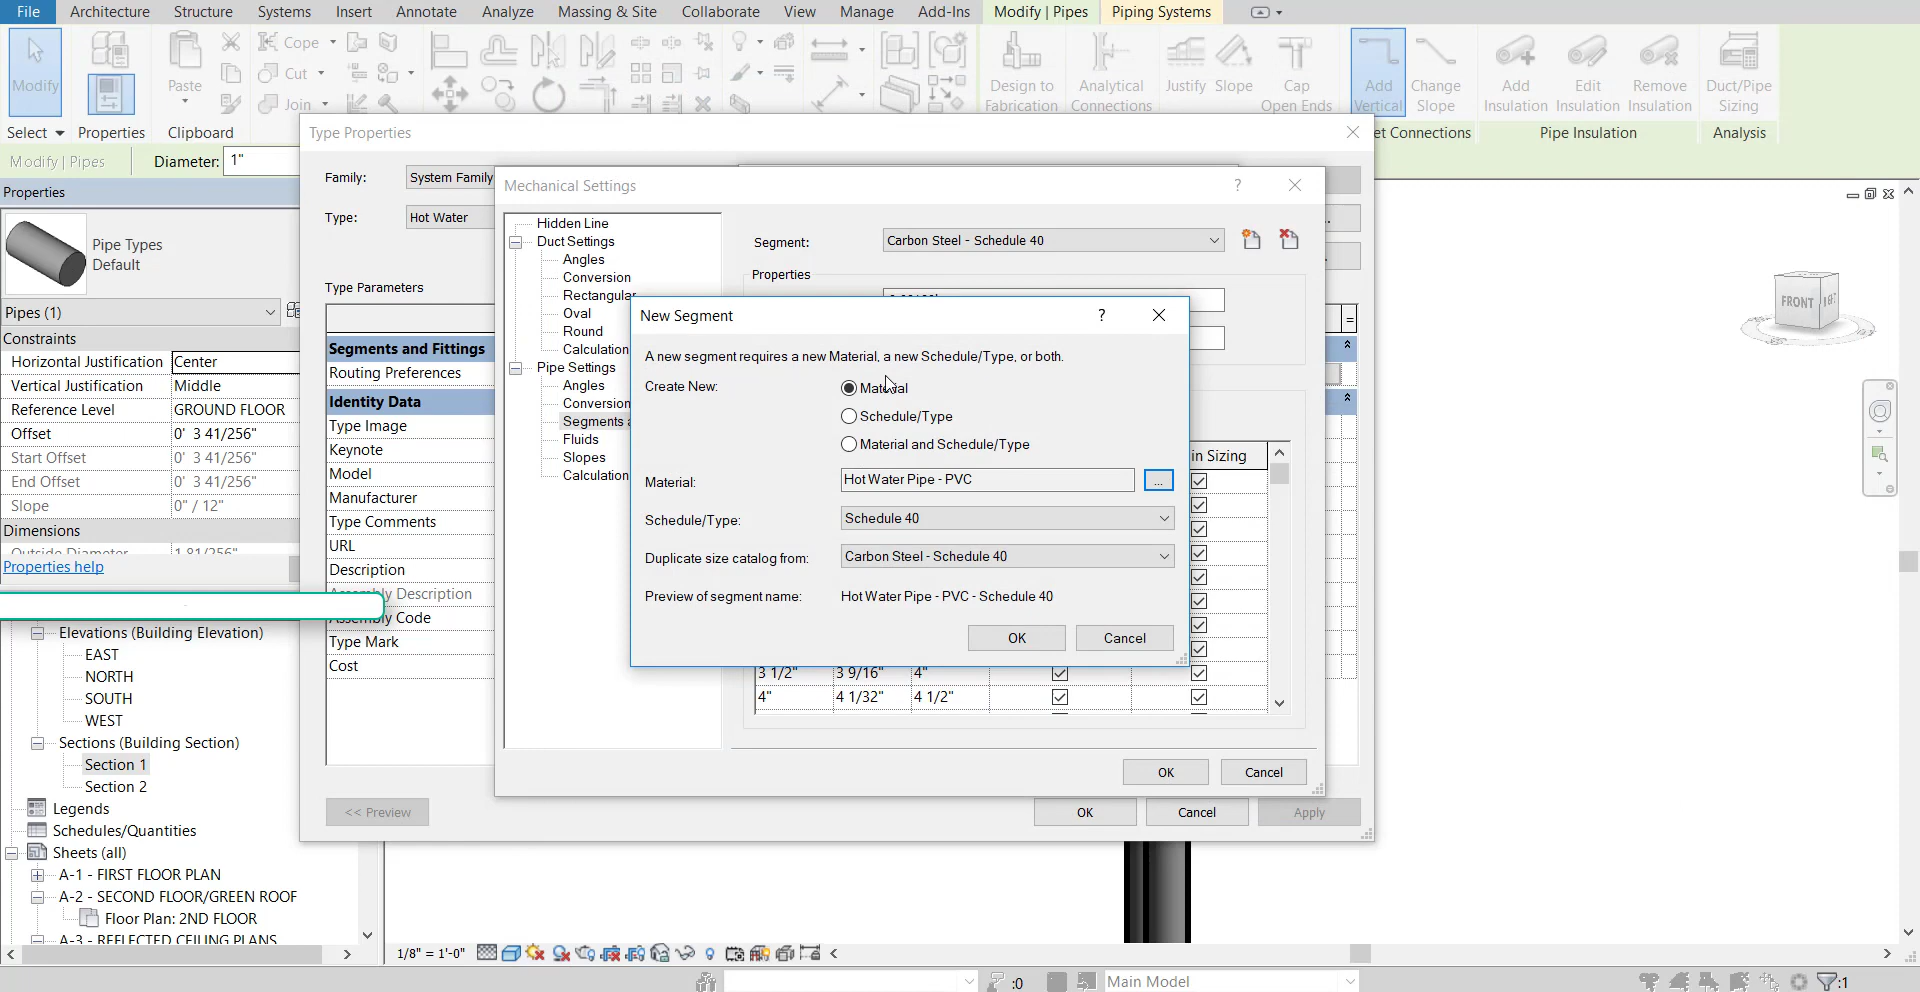 File Architecture Structure Systems Insert Annotate Analyze Massing & Site Collaborate View Manage Add-Ins Modify | Pipes Piping Systems
Modify Paste Cope Cut Join
Design to Fabrication
Analytical Connections
Justify Slope
Cap Open Ends
Add Vertical
Change Slope
Add Insulation
Edit Insulation
Remove Insulation
Duct/Pipe Sizing
Select Properties Clipboard et Connections Pipe Insulation Analysis
Modify | Pipes Diameter: 1"
Properties
Pipe Types
Default
Pipes (1)
Constraints
Horizontal Justification Center
Vertical Justification Middle
Reference Level GROUND FLOOR
Offset 0' 3 41/256"
Start Offset 0' 3 41/256"
End Offset 0' 3 41/256"
Slope 0" / 12"
Dimensions
Outside Diameter 1 81/256"
Properties help
Elevations (Building Elevation)
EAST
NORTH
SOUTH
WEST
Sections (Building Section)
Section 1
Section 2
Legends
Schedules/Quantities
Sheets (all)
A-1 - FIRST FLOOR PLAN
A-2 - SECOND FLOOR/GREEN ROOF
Floor Plan: 2ND FLOOR
A-3 - REFLECTED CEILING PLANS
Type Properties
Family: System Family
Type: Hot Water
Type Parameters
=
Segments and Fittings
Routing Preferences
Identity Data
Type Image
Keynote
Model
Manufacturer
Type Comments
URL
Description
Assembly Description
Assembly Code
Type Mark
Cost
<< Preview OK Cancel Apply
Mechanical Settings ?
Hidden Line
Duct Settings
Angles
Conversion
Rectangular
Oval
Round
Calculation
Pipe Settings
Angles
Conversion
Segments a
Fluids
Slopes
Calculation
Segment: Carbon Steel - Schedule 40
Properties
in Sizing
3 1/2" 3 9/16" 4"
4" 4 1/32" 4 1/2"
OK Cancel
New Segment ?
A new segment requires a new Material, a new Schedule/Type, or both.
Create New: Material
Schedule/Type
Material and Schedule/Type
Material: Hot Water Pipe - PVC ...
Schedule/Type: Schedule 40
Duplicate size catalog from: Carbon Steel - Schedule 40
Preview of segment name: Hot Water Pipe - PVC - Schedule 40
OK Cancel
FRONT
1/8" = 1'-0"
:0 Main Model :1